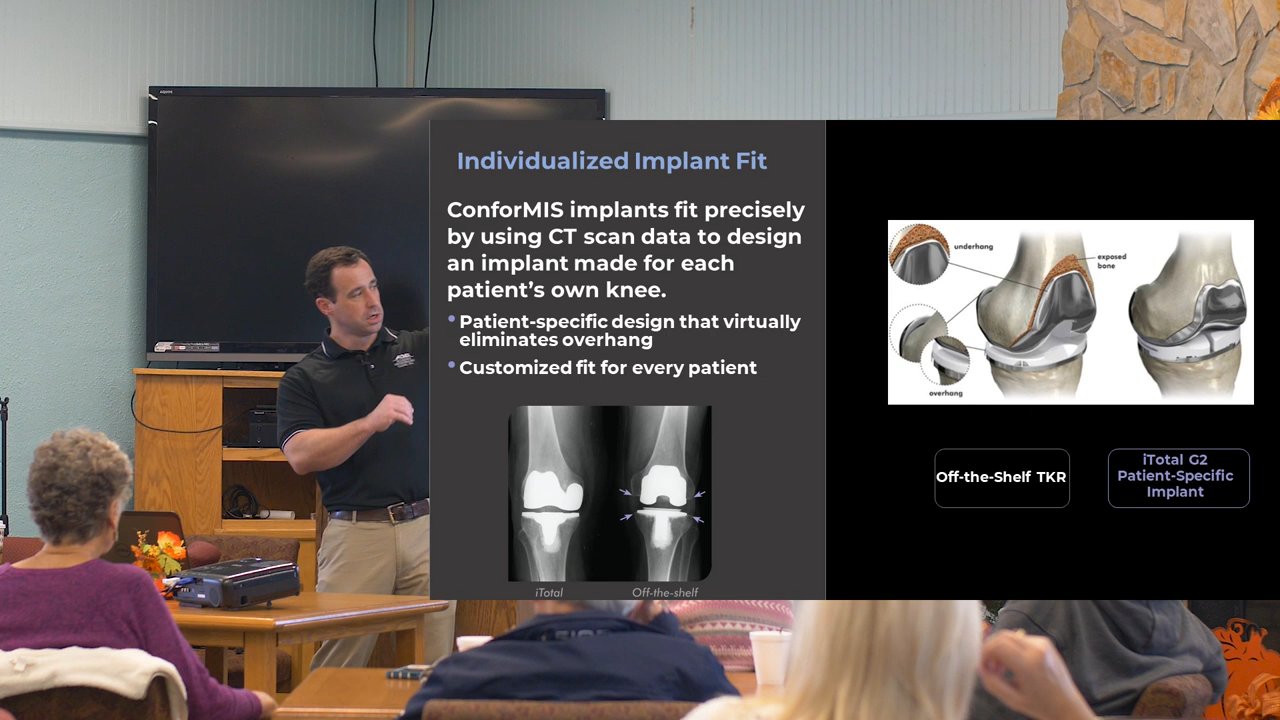 Individualized Implant Fit
ConforMIS implants fit precisely
by using CT scan data to design
an implant made for each
patient’s own knee.
• Patient-specific design that virtually
eliminates overhang
• Customized fit for every patient
iTotal
Off-the-shelf
underhang
exposed
bone
overhang
Off-the-Shelf TKR
iTotal G2
Patient-Specific
Implant